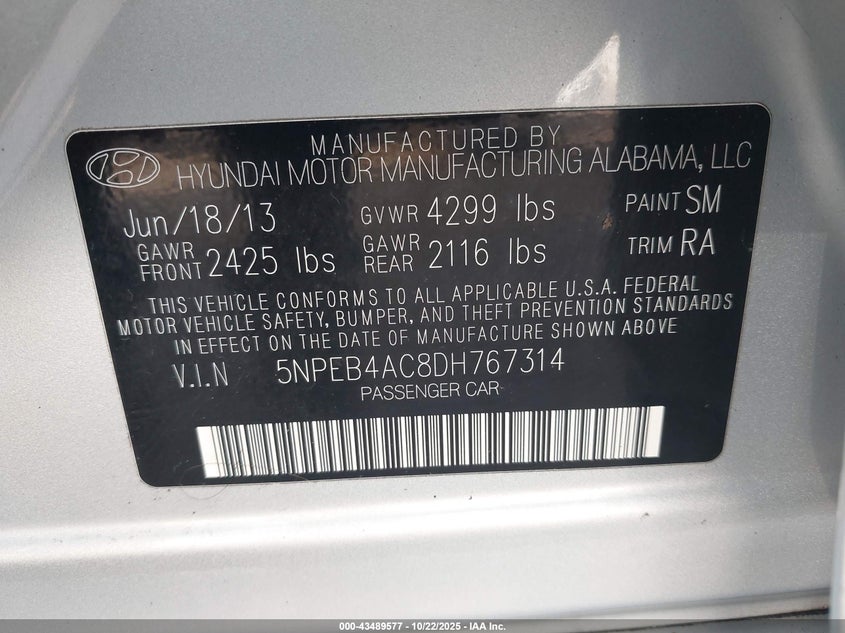 MANUFACTURED BY
HYUNDAI MOTOR MANUFACTURING ALABAMA, LLC
Jun/18/13 GVWR 4299 lbs PAINT SM
GAWR FRONT 2425 lbs GAWR REAR 2116 lbs TRIM RA
THIS VEHICLE CONFORMS TO ALL APPLICABLE U.S.A. FEDERAL
MOTOR VEHICLE SAFETY, BUMPER, AND THEFT PREVENTION STANDARDS
IN EFFECT ON THE DATE OF MANUFACTURE SHOWN ABOVE
V.I.N 5NPEB4AC8DH767314
PASSENGER CAR
000-43489577 - 10/22/2025 - IAA Inc.